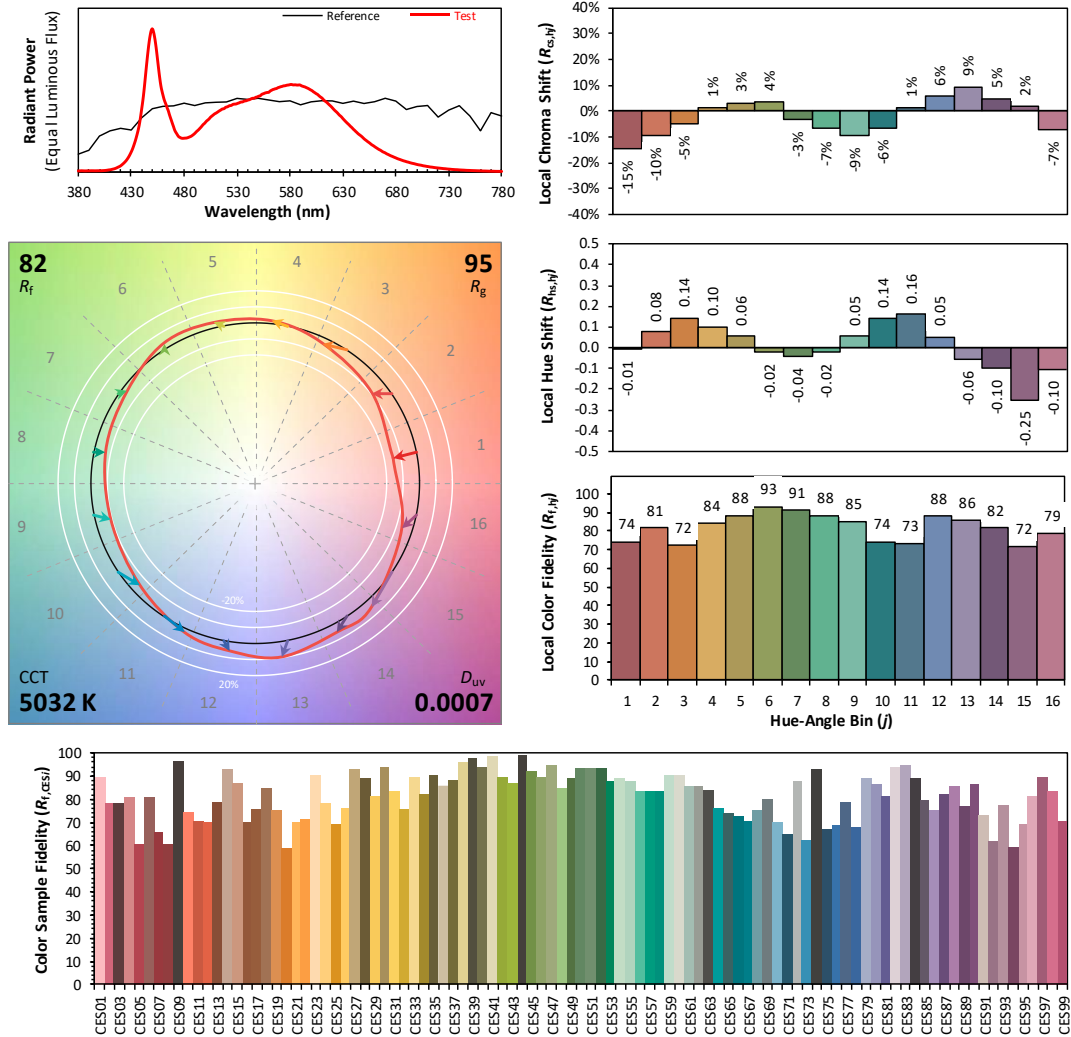 Radiant Power
(Equal Luminous Flux)
Reference
Test
380 430 480 530 580 630 680 730 780
Wavelength (nm)
Local Chroma Shift (Rcs,hj)
40%
30%
20%
10%
0%
-10%
-20%
-30%
-40%
-15% -10% -5% 1% 3% 4% -3% -7% -9% -6% 1% 6% 9% 5% 2% -7%
82
Rf
95
Rg
5 4
6 3
7 2
8 1
9 16
10 15
11 14
12 13
-20%
20%
CCT
5032 K
Duv
0.0007
Local Hue Shift (Rhs,hj)
0.5
0.4
0.3
0.2
0.1
0.0
-0.1
-0.2
-0.3
-0.4
-0.5
-0.01 0.08 0.14 0.10 0.06 -0.02 -0.04 -0.02 0.05 0.14 0.16 0.05 -0.06 -0.10 -0.25 -0.10
Local Color Fidelity (Rf,hj)
100
90
80
70
60
50
40
30
20
10
0
74 81 72 84 88 93 91 88 85 74 73 88 86 82 72 79
1 2 3 4 5 6 7 8 9 10 11 12 13 14 15 16
Hue-Angle Bin (j)
Color Sample Fidelity (Rf,CESi)
100
90
80
70
60
50
40
30
20
10
0
CES01 CES03 CES05 CES07 CES09 CES11 CES13 CES15 CES17 CES19 CES21 CES23 CES25 CES27 CES29 CES31 CES33 CES35 CES37 CES39 CES41 CES43 CES45 CES47 CES49 CES51 CES53 CES55 CES57 CES59 CES61 CES63 CES65 CES67 CES69 CES71 CES73 CES75 CES77 CES79 CES81 CES83 CES85 CES87 CES89 CES91 CES93 CES95 CES97 CES99